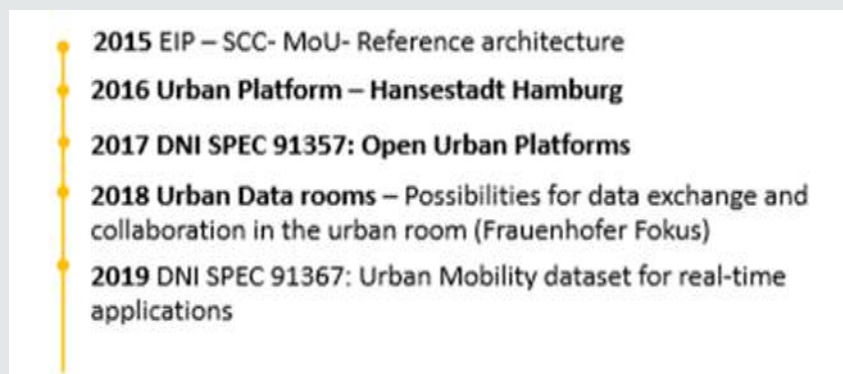 2015 EIP – SCC- MoU- Reference architecture
2016 Urban Platform – Hansestadt Hamburg
2017 DNI SPEC 91357: Open Urban Platforms
2018 Urban Data rooms – Possibilities for data exchange and
collaboration in the urban room (Frauenhofer Fokus)
2019 DNI SPEC 91367: Urban Mobility dataset for real-time
applications